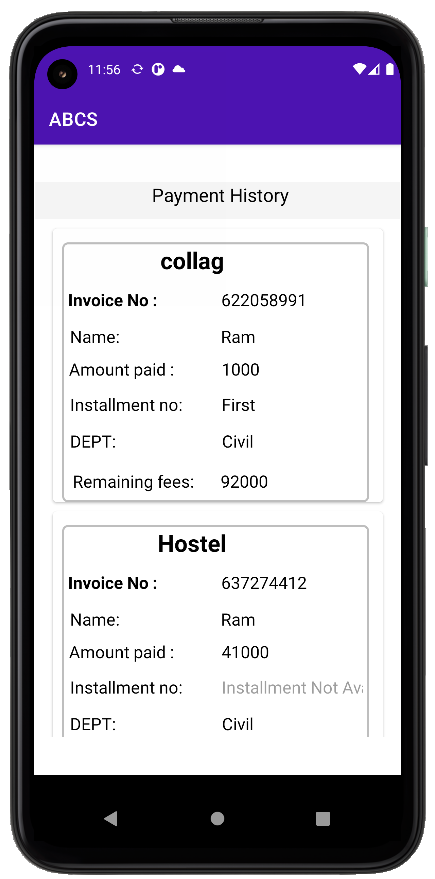 11:56
ABCS
Payment History
collag
Invoice No : 622058991
Name: Ram
Amount paid : 1000
Installment no: First
DEPT: Civil
Remaining fees: 92000
Hostel
Invoice No : 637274412
Name: Ram
Amount paid : 41000
Installment no: Installment Not Ava
DEPT: Civil